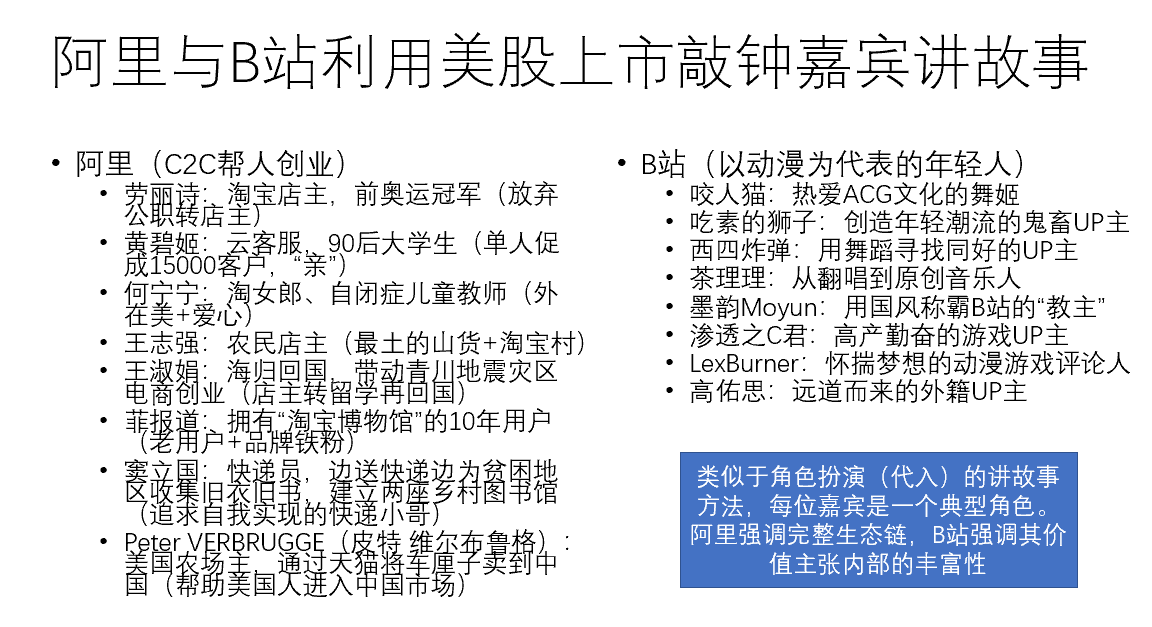 阿里与B站利用美股上市敲钟嘉宾讲故事
• 阿里（C2C帮人创业）
• 劳丽诗：淘宝店主，前奥运冠军（放弃
公职转店主）
• 黄碧姬：云客服，90后大学生（单人促
成15000客户，“亲”）
• 何宁宁：淘女郎、自闭症儿童教师（外
在美+爱心）
• 王志强：农民店主（最土的山货+淘宝村）
• 王淑娟：海归回国，带动青川地震灾区
电商创业（店主转留学再回国）
• 菲报道：拥有“淘宝博物馆”的10年用户
（老用户+品牌铁粉）
• 窦立国：快递员，边送快递边为贫困地
区收集旧衣旧书，建立两座乡村图书馆
（追求自我实现的快递小哥）
• Peter VERBRUGGE（皮特 维尔布鲁格）:
美国农场主，通过天猫将车厘子卖到中
国（帮助美国人进入中国市场）
• B站（以动漫为代表的年轻人）
• 咬人猫：热爱ACG文化的舞姬
• 吃素的狮子：创造年轻潮流的鬼畜UP主
• 西四炸弹：用舞蹈寻找同好的UP主
• 茶理理：从翻唱到原创音乐人
• 墨韵Moyun：用国风称霸B站的“教主”
• 渗透之C君：高产勤奋的游戏UP主
• LexBurner：怀揣梦想的动漫游戏评论人
• 高佑思：远道而来的外籍UP主
类似于角色扮演（代入）的讲故事
方法，每位嘉宾是一个典型角色。
阿里强调完整生态链，B站强调其价
值主张内部的丰富性